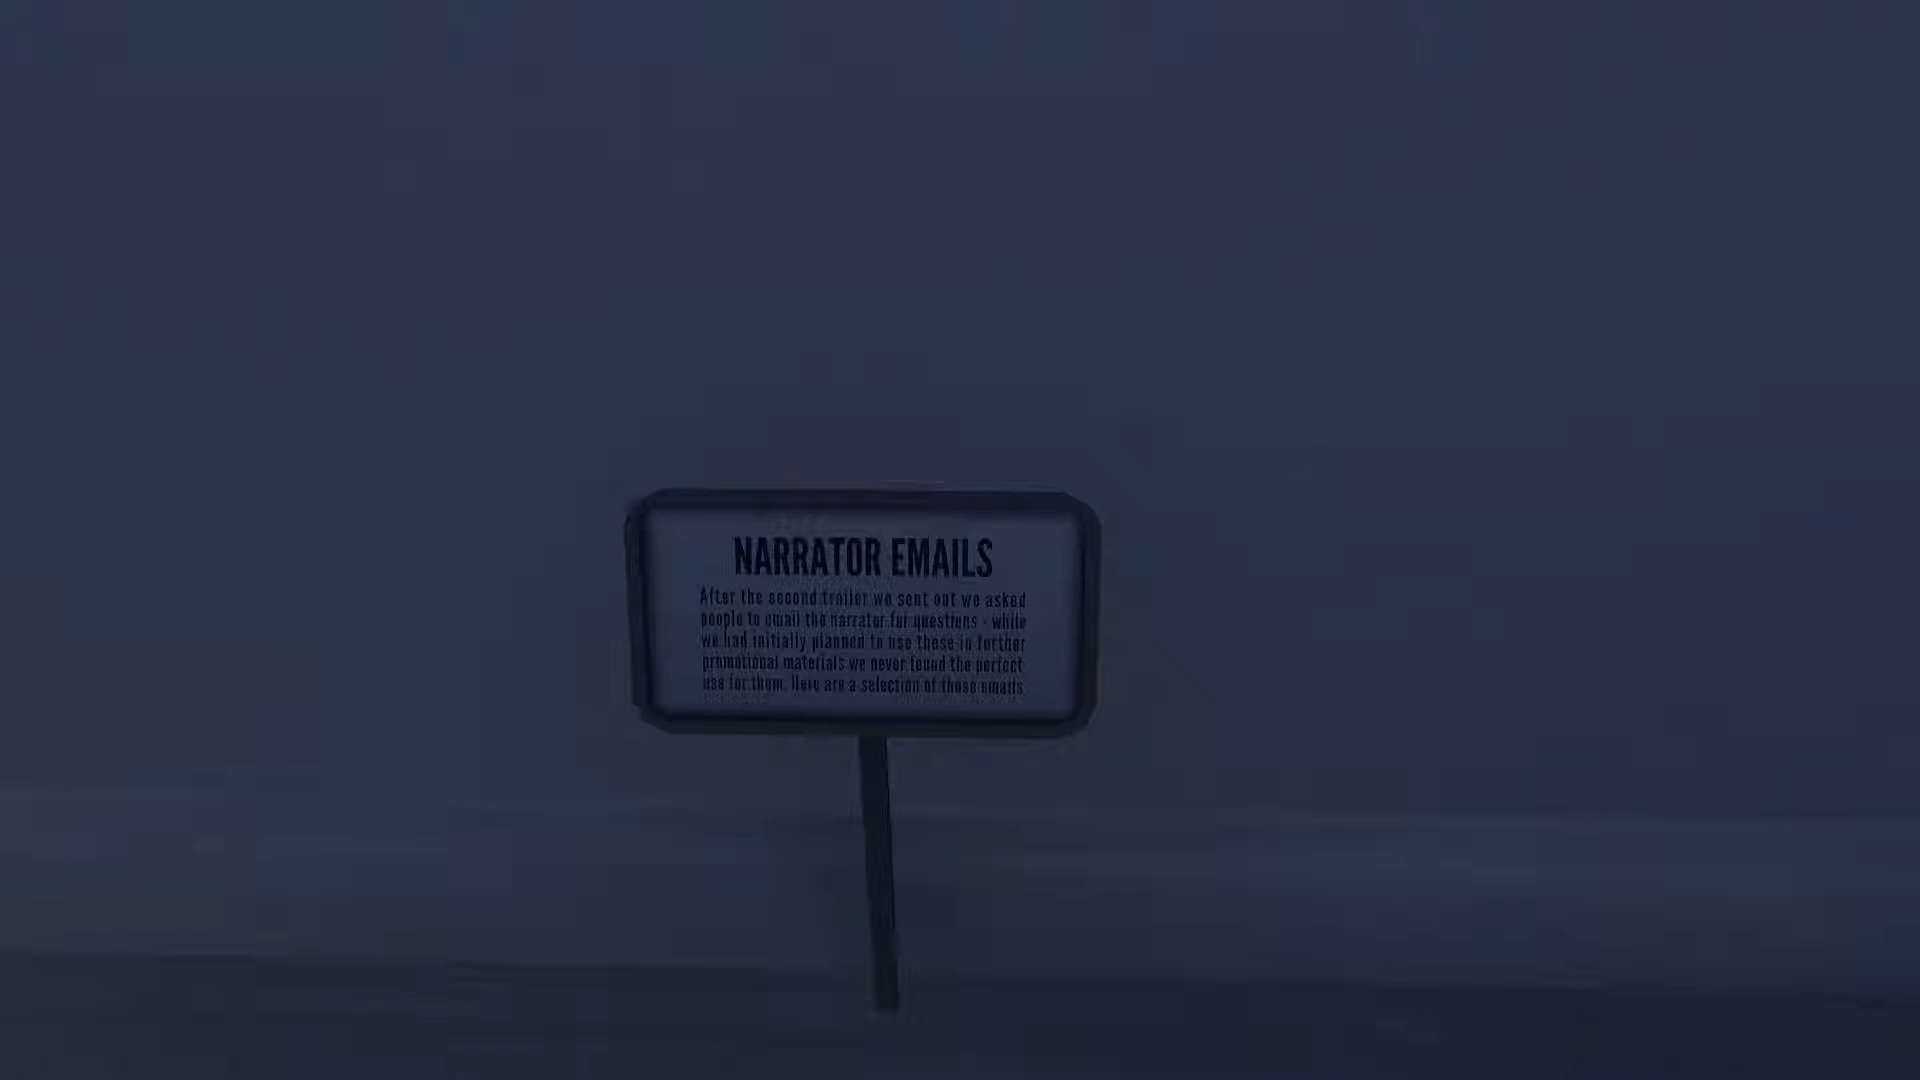 NARRATOR EMAILS
After the second trailer we sent out we asked
people to email the narrator for questions - while
we had initially planned to use these in further
promotional materials we never found the perfect
use for them. Here are a selection of those emails